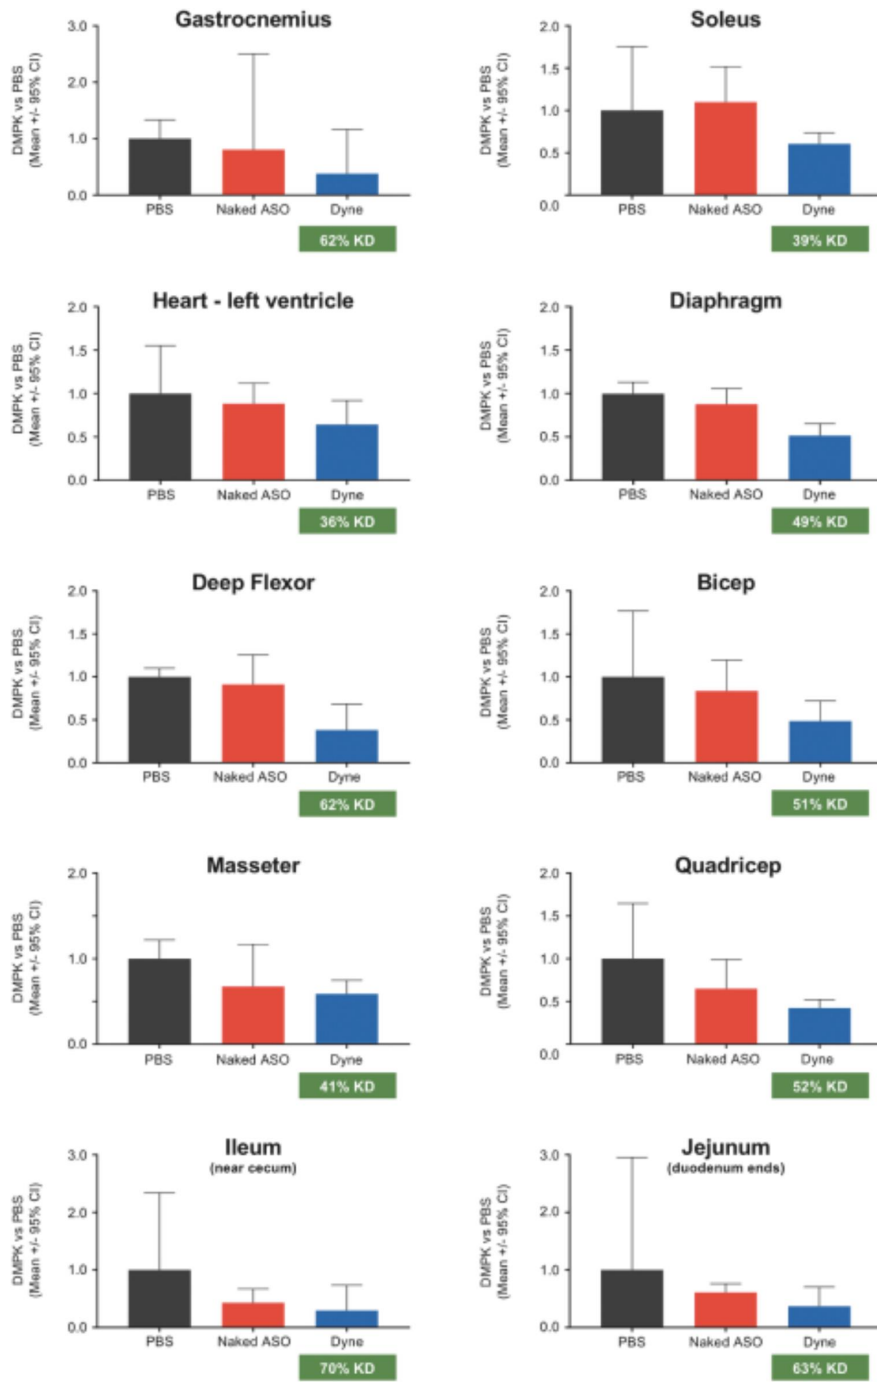 Gastrocnemius
DMPK vs PBS
(Mean +/- 95% CI)
3.0
2.0
1.0
0.0
PBS Naked ASO Dyne
62% KD
Soleus
DMPK vs PBS
(Mean +/- 95% CI)
2.0
1.5
1.0
0.5
0.0
PBS Naked ASO Dyne
39% KD
Heart - left ventricle
DMPK vs PBS
(Mean +/- 95% CI)
2.0
1.5
1.0
0.5
0.0
PBS Naked ASO Dyne
36% KD
Diaphragm
DMPK vs PBS
(Mean +/- 95% CI)
2.0
1.5
1.0
0.5
0.0
PBS Naked ASO Dyne
49% KD
Deep Flexor
DMPK vs PBS
(Mean +/- 95% CI)
2.0
1.5
1.0
0.5
0.0
PBS Naked ASO Dyne
62% KD
Bicep
DMPK vs PBS
(Mean +/- 95% CI)
2.0
1.5
1.0
0.5
0.0
PBS Naked ASO Dyne
51% KD
Masseter
DMPK vs PBS
(Mean +/- 95% CI)
2.0
1.0
0.0
PBS Naked ASO Dyne
41% KD
Quadricep
DMPK vs PBS
(Mean +/- 95% CI)
2.0
1.5
1.0
0.5
0.0
PBS Naked ASO Dyne
52% KD
Ileum
(near cecum)
DMPK vs PBS
(Mean +/- 95% CI)
3.0
2.0
1.0
0.0
PBS Naked ASO Dyne
70% KD
Jejunum
(duodenum ends)
DMPK vs PBS
(Mean +/- 95% CI)
3.0
2.0
1.0
0.0
PBS Naked ASO Dyne
63% KD